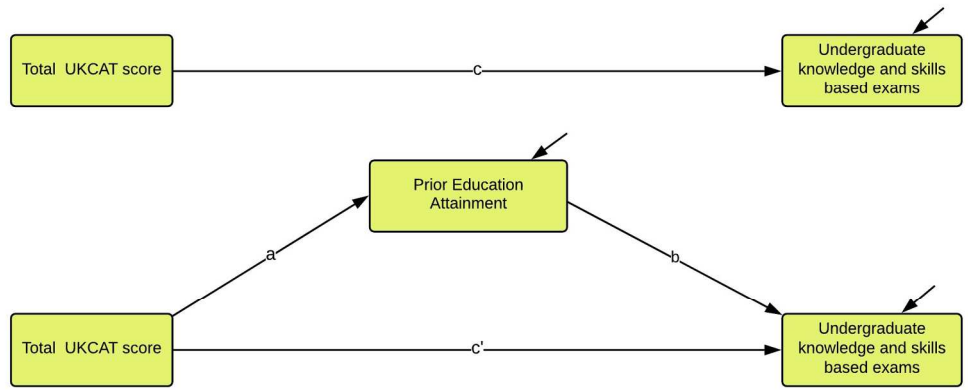 Total UKCAT score
c
Undergraduate
knowledge and skills
based exams
Prior Education
Attainment
a
b
Total UKCAT score
c'
Undergraduate
knowledge and skills
based exams